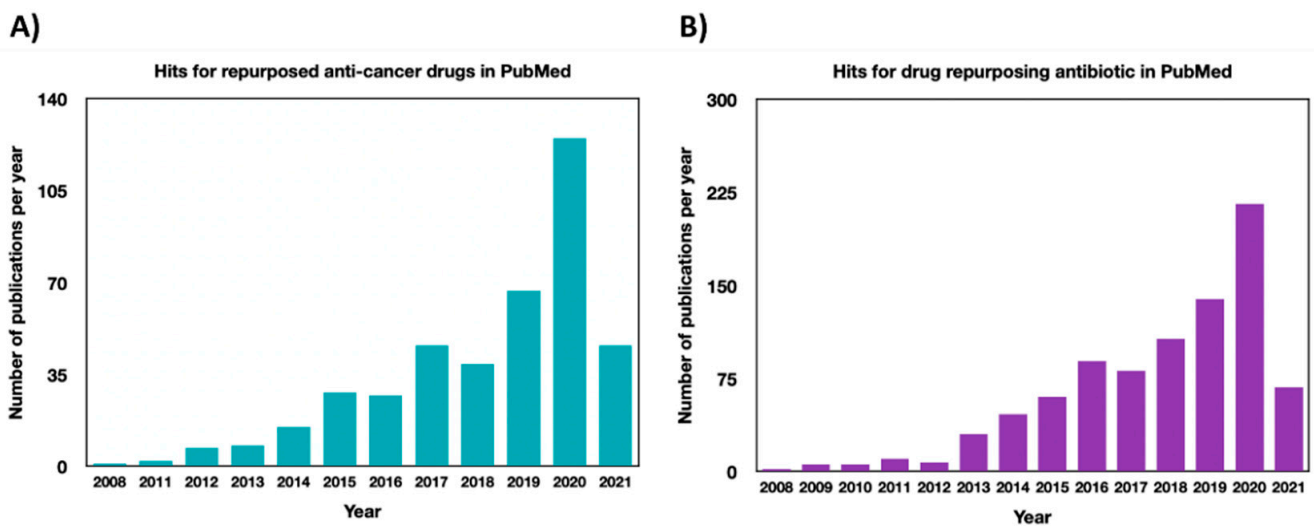 A)
Hits for repurposed anti-cancer drugs in PubMed
Number of publications per year
140
105
70
35
0
2008 2011 2012 2013 2014 2015 2016 2017 2018 2019 2020 2021
Year
B)
Hits for drug repurposing antibiotic in PubMed
Number of publications per year
300
225
150
75
0
2008 2009 2010 2011 2012 2013 2014 2015 2016 2017 2018 2019 2020 2021
Year